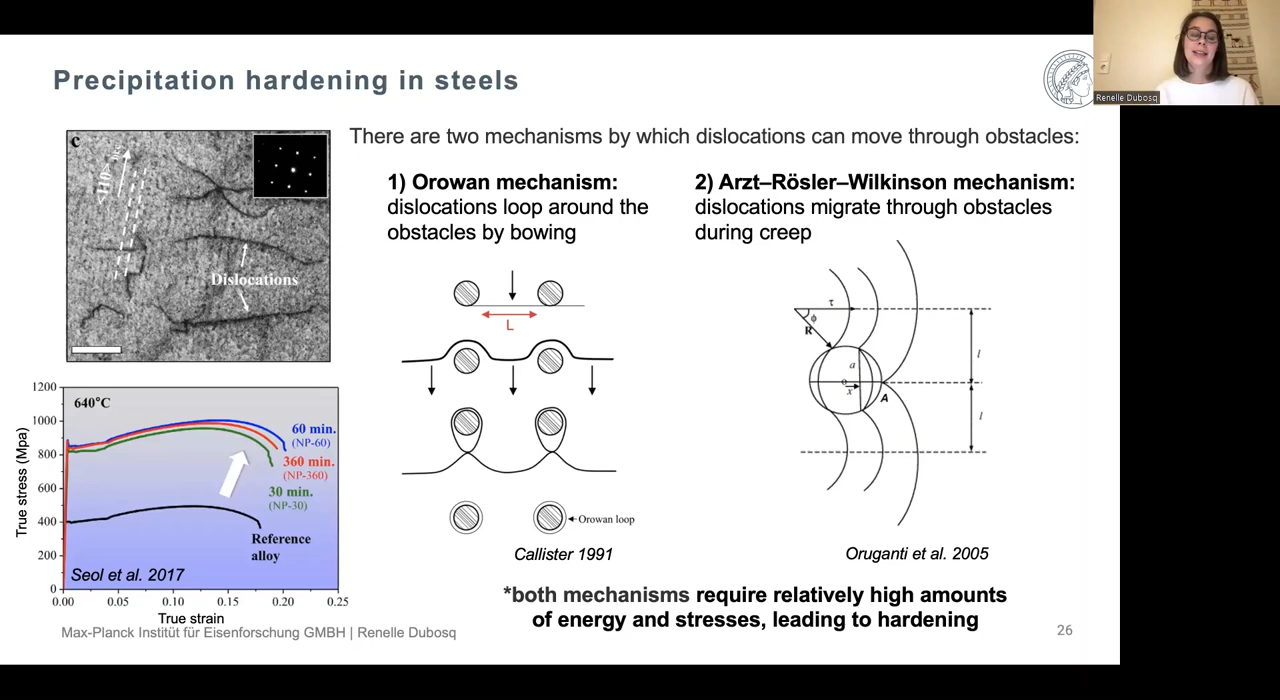 Precipitation hardening in steels
Renelle Dubosq
There are two mechanisms by which dislocations can move through obstacles:
c
<110>
Dislocations
1) Orowan mechanism:
dislocations loop around the
obstacles by bowing
L
Orowan loop
Callister 1991
2) Arzt–Rösler–Wilkinson mechanism:
dislocations migrate through obstacles
during creep
τ
ϕ
R
a
x
A
l
l
Oruganti et al. 2005
True stress (Mpa)
1200
1000
800
600
400
200
0
640°C
60 min.
(NP-60)
360 min.
(NP-360)
30 min.
(NP-30)
Reference
alloy
Seol et al. 2017
0.00 0.05 0.10 0.15 0.20 0.25
True strain
*both mechanisms require relatively high amounts
of energy and stresses, leading to hardening
Max-Planck Institüt für Eisenforschung GMBH | Renelle Dubosq
26